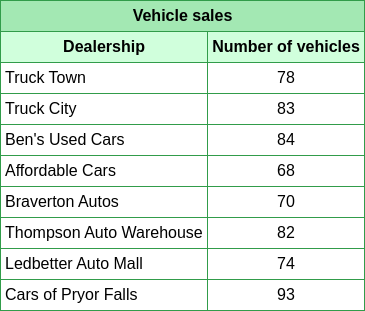 Vehicle sales
Dealership Number of vehicles
Truck Town 78
Truck City 83
Ben's Used Cars 84
Affordable Cars 68
Braverton Autos 70
Thompson Auto Warehouse 82
Ledbetter Auto Mall 74
Cars of Pryor Falls 93